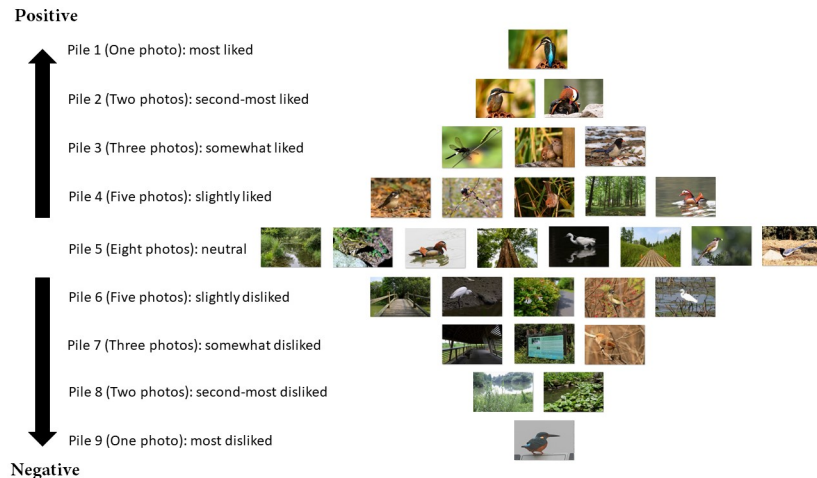 Positive
Pile 1 (One photo): most liked
Pile 2 (Two photos): second-most liked
Pile 3 (Three photos): somewhat liked
Pile 4 (Five photos): slightly liked
Pile 5 (Eight photos): neutral
Pile 6 (Five photos): slightly disliked
Pile 7 (Three photos): somewhat disliked
Pile 8 (Two photos): second-most disliked
Pile 9 (One photo): most disliked
Negative